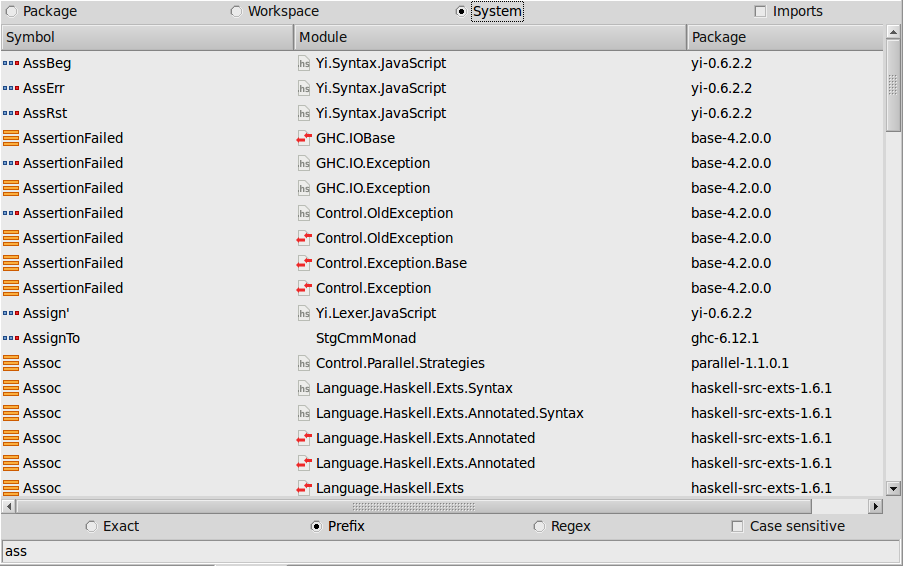 Package Workspace System Imports
Symbol Module Package
AssBeg .hs Yi.Syntax.JavaScript yi-0.6.2.2
AssErr .hs Yi.Syntax.JavaScript yi-0.6.2.2
AssRst .hs Yi.Syntax.JavaScript yi-0.6.2.2
AssertionFailed GHC.IOBase base-4.2.0.0
AssertionFailed .hs GHC.IO.Exception base-4.2.0.0
AssertionFailed .hs GHC.IO.Exception base-4.2.0.0
AssertionFailed .hs Control.OldException base-4.2.0.0
AssertionFailed Control.OldException base-4.2.0.0
AssertionFailed Control.Exception.Base base-4.2.0.0
AssertionFailed Control.Exception base-4.2.0.0
Assign' .hs Yi.Lexer.JavaScript yi-0.6.2.2
AssignTo StgCmmMonad ghc-6.12.1
Assoc .hs Control.Parallel.Strategies parallel-1.1.0.1
Assoc .hs Language.Haskell.Exts.Syntax haskell-src-exts-1.6.1
Assoc .hs Language.Haskell.Exts.Annotated.Syntax haskell-src-exts-1.6.1
Assoc Language.Haskell.Exts.Annotated haskell-src-exts-1.6.1
Assoc Language.Haskell.Exts.Annotated haskell-src-exts-1.6.1
Assoc Language.Haskell.Exts haskell-src-exts-1.6.1
Exact Prefix Regex Case sensitive
ass